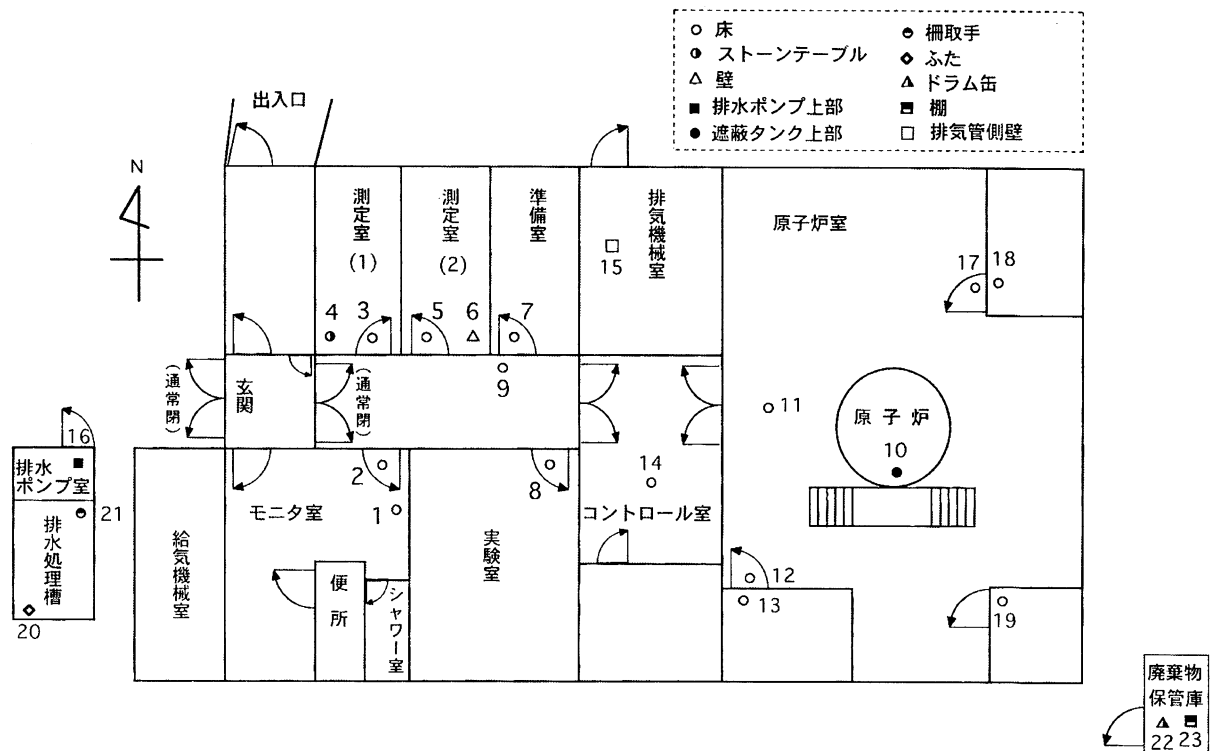 ○ 床
◑ ストーンテーブル
△ 壁
■ 排水ポンプ上部
● 遮蔽タンク上部
◒ 柵取手
◇ ふた
◮ ドラム缶
⬒ 棚
□ 排気管側壁
出入口
N
測定室
(1)
測定室
(2)
準備室
排気機械室
15
原子炉室
17
18
4
3
5
6
7
(通常閉)
玄関
(通常閉)
9
11
原子炉
10
16
排水
ポンプ室
21
排水処理槽
20
給気機械室
モニタ室
2
1
便所
シャワー室
8
実験室
14
コントロール室
12
13
19
廃棄物
保管庫
22
23